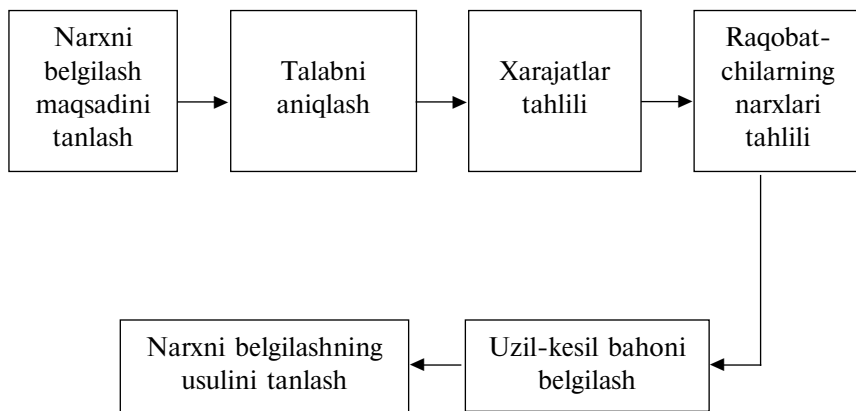 Narxni
belgilash
maqsadini
tanlash
Talabni
aniqlash
Xarajatlar
tahlili
Raqobat-
chilarning
narxlari
tahlili
Narxni belgilashning
usulini tanlash
Uzil-kesil bahoni
belgilash